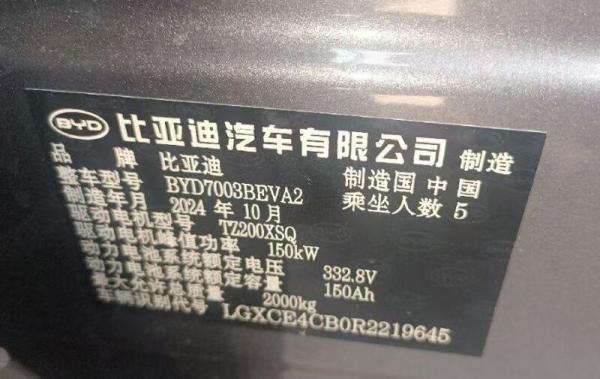 BYD 比亚迪汽车有限公司 制造
品牌 比亚迪 制造国 中国
整车型号 BYD7003BEVA2 乘坐人数 5
制造年月 2024 年 10 月
驱动电机型号 TZ200XSQ
驱动电机峰值功率 150kW
动力电池系统额定电压 332.8V
动力电池系统额定容量 150Ah
最大允许总质量 2000kg
车辆识别代号 LGXCE4CB0R2219645